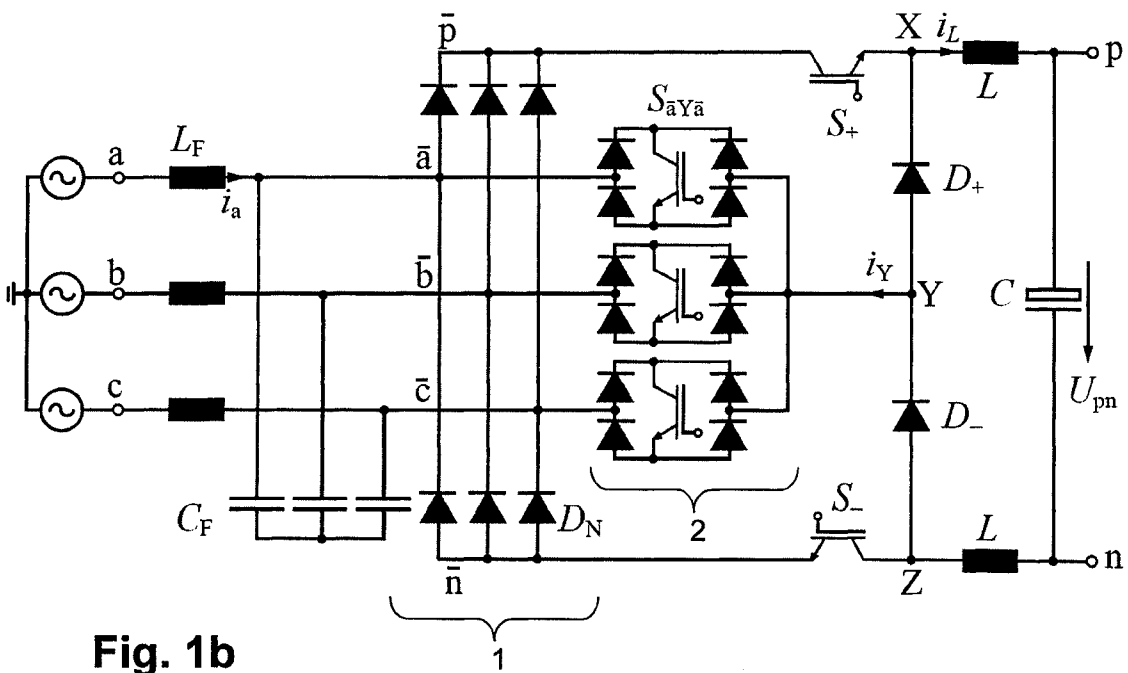 p̄
X
i_L
p
L
S_āYā
S_+
L_F
a
ā
i_a
D_+
b
b̄
i_Y
Y
C
U_pn
c
c̄
D_−
C_F
D_N
2
S_−
L
n
n̄
Z
1
Fig. 1b